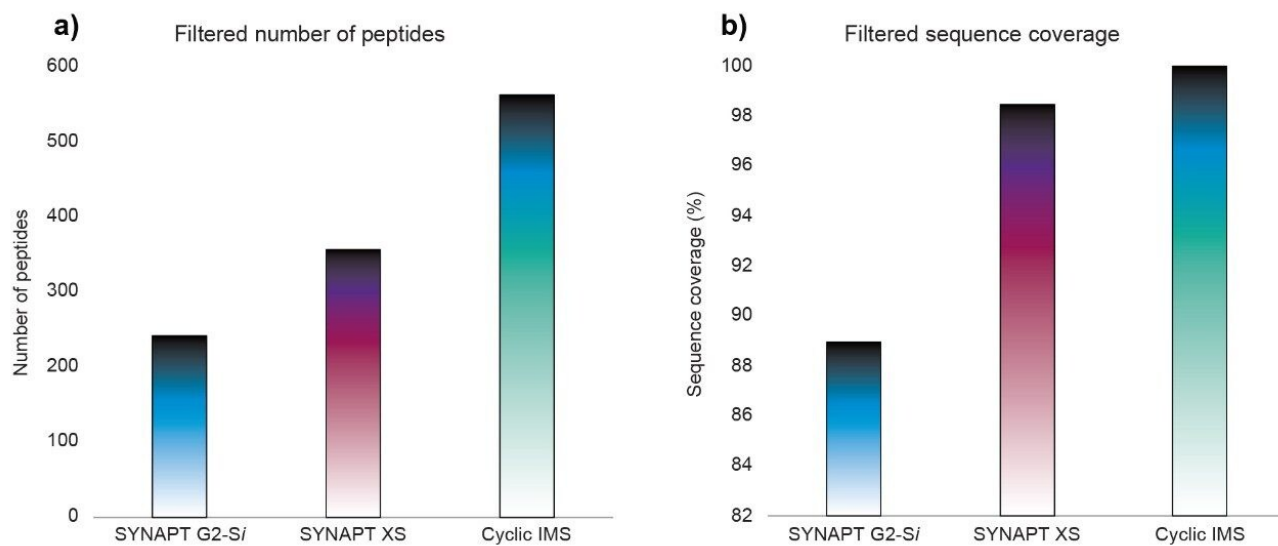 a)
Filtered number of peptides
600
500
400
300
200
100
0
Number of peptides
SYNAPT G2-Si
SYNAPT XS
Cyclic IMS
b)
Filtered sequence coverage
100
98
96
94
92
90
88
86
84
82
Sequence coverage (%)
SYNAPT G2-Si
SYNAPT XS
Cyclic IMS